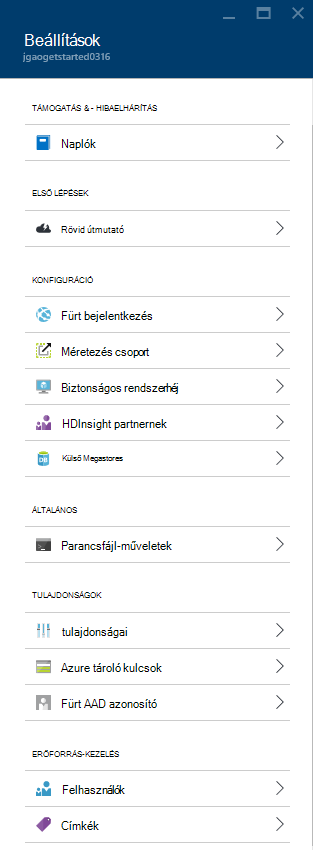 Beállítások
jgaogetstarted0316
TÁMOGATÁS & - HIBAELHÁRÍTÁS
Naplók
ELSŐ LÉPÉSEK
Rövid útmutató
KONFIGURÁCIÓ
Fürt bejelentkezés
Méretezés csoport
Biztonságos rendszerhéj
HDInsight partnernek
Külső Megastores
ÁLTALÁNOS
Parancsfájl-műveletek
TULAJDONSÁGOK
tulajdonságai
Azure tároló kulcsok
Fürt AAD azonosító
ERŐFORRÁS-KEZELÉS
Felhasználók
Címkék